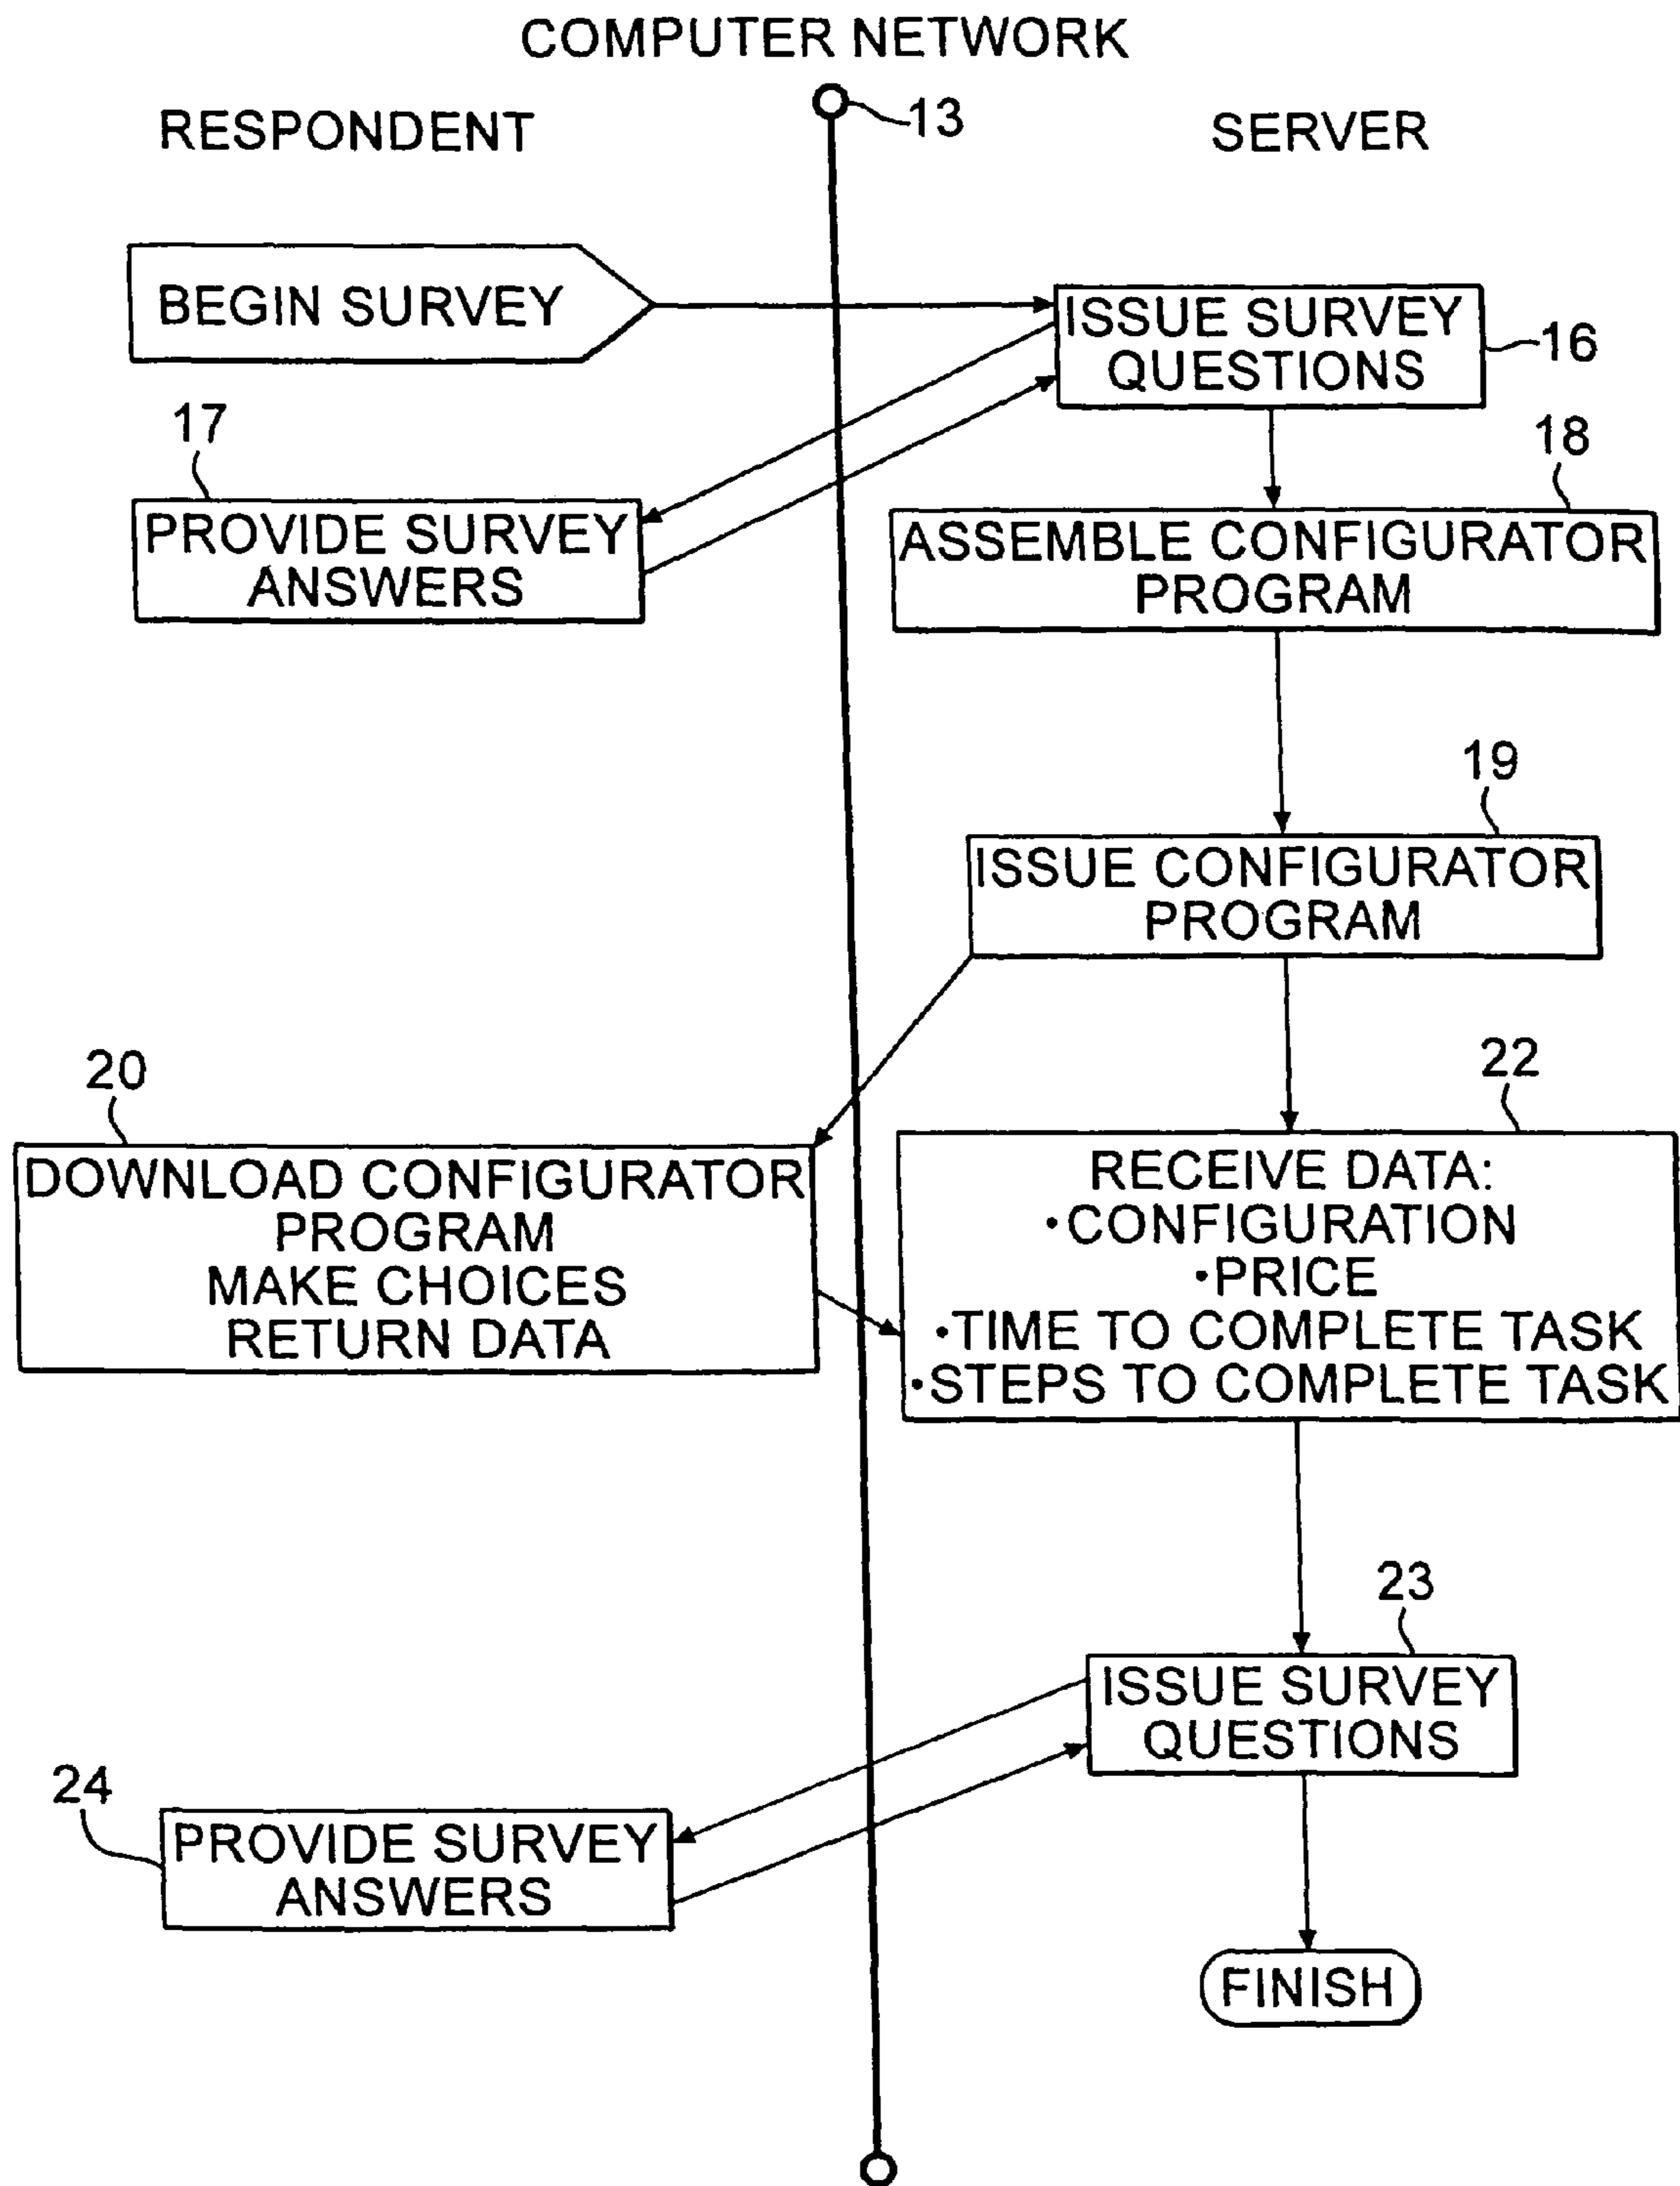 COMPUTER NETWORK
13
RESPONDENT
SERVER
BEGIN SURVEY
ISSUE SURVEY
QUESTIONS
16
17
PROVIDE SURVEY
ANSWERS
18
ASSEMBLE CONFIGURATOR
PROGRAM
19
ISSUE CONFIGURATOR
PROGRAM
20
DOWNLOAD CONFIGURATOR
PROGRAM
MAKE CHOICES
RETURN DATA
22
RECEIVE DATA:
•CONFIGURATION
•PRICE
•TIME TO COMPLETE TASK
•STEPS TO COMPLETE TASK
23
ISSUE SURVEY
QUESTIONS
24
PROVIDE SURVEY
ANSWERS
FINISH